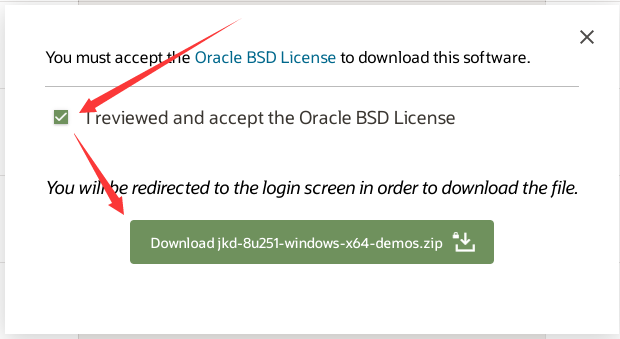 You must accept the Oracle BSD License to download this software.
I reviewed and accept the Oracle BSD License
You will be redirected to the login screen in order to download the file.
Download jkd-8u251-windows-x64-demos.zip